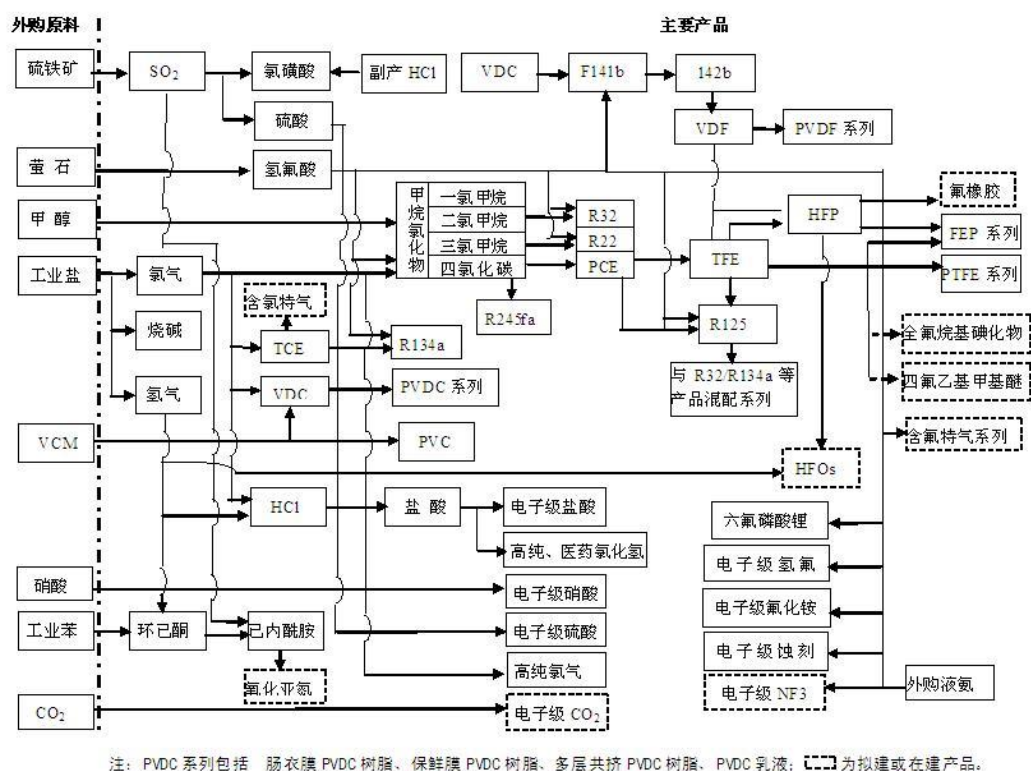 外购原料
主要产品
硫铁矿
SO2
氯磺酸
副产 HCl
VDC
F141b
142b
硫酸
VDF
PVDF 系列
萤 石
氢氟酸
甲醇
甲烷氯化物
一氯甲烷
二氯甲烷
三氯甲烷
四氯化碳
R32
R22
PCE
HFP
氟橡胶
FEP 系列
工业盐
氯气
TFE
PTFE 系列
含氯特气
R245fa
R125
烧碱
TCE
R134a
全氟烷基碘化物
氢气
VDC
PVDC 系列
与 R32/R134a 等
产品混配系列
四氟乙基甲基醚
VCM
PVC
含氟特气系列
HFOs
HCl
盐 酸
电子级盐酸
六氟磷酸锂
高纯、医药氯化氢
电子级氢氟
硝酸
电子级硝酸
电子级氟化铵
工业苯
环己酮
己内酰胺
电子级硫酸
电子级蚀刻
高纯氯气
氧化亚氮
电子级 NF3
外购液氨
CO2
电子级 CO2
注：PVDC 系列包括 肠衣膜 PVDC 树脂、保鲜膜 PVDC 树脂、多层共挤 PVDC 树脂、PVDC 乳液； 为拟建或在建产品。